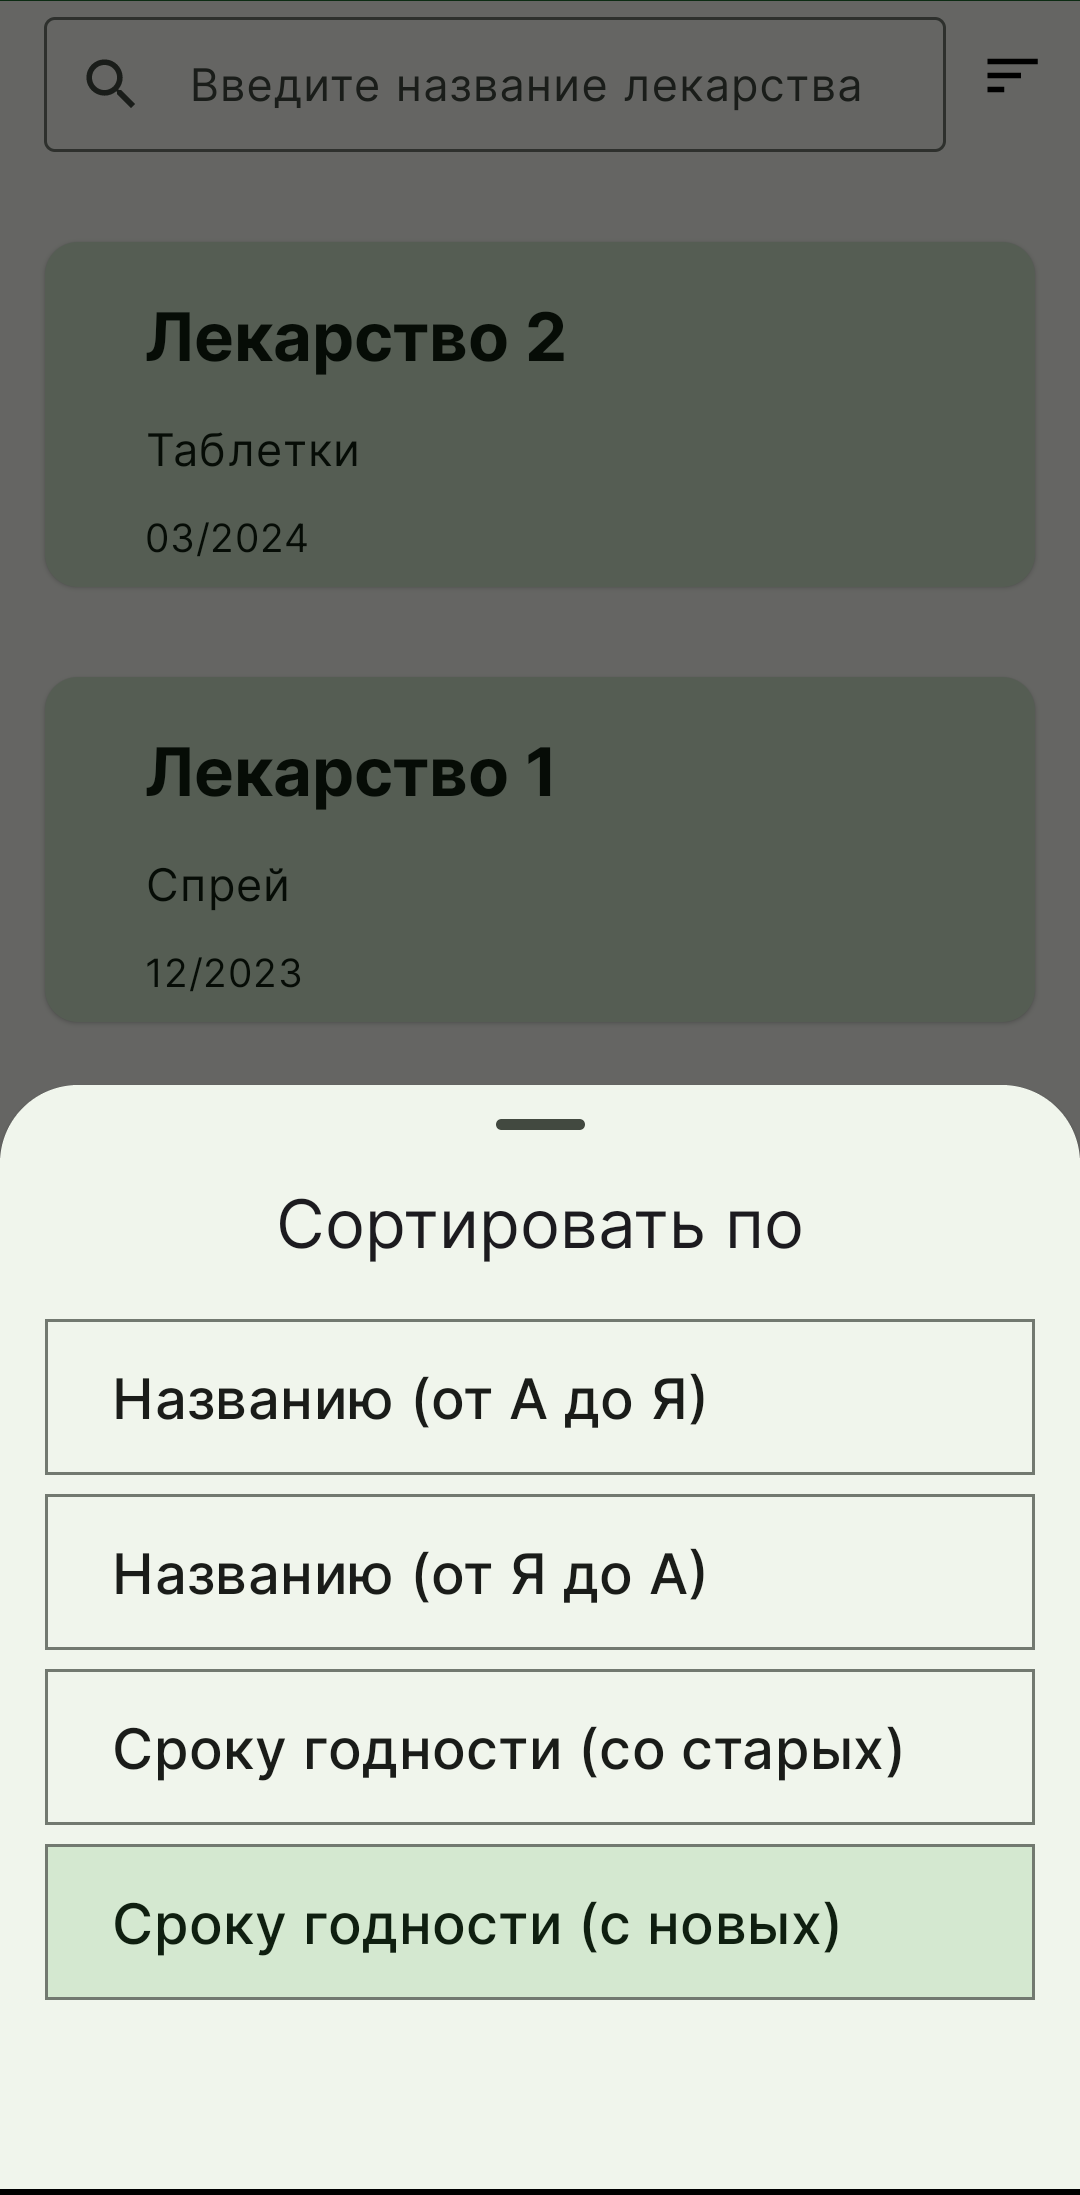 Введите название лекарства
Лекарство 2
Таблетки
03/2024
Лекарство 1
Спрей
12/2023
Сортировать по
Названию (от А до Я)
Названию (от Я до А)
Сроку годности (со старых)
Сроку годности (с новых)